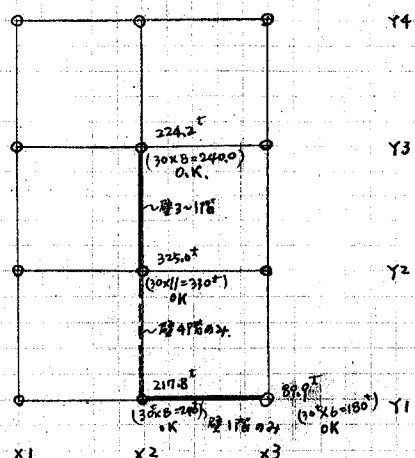 Y4
224.2t
Y3
(30×8=240.0)
O.K.
壁3~1階
325.0t
Y2
(30×11=330t)
OK
壁4階のみ
217.8t
89.9t
Y1
(30×8=240t)
(30t×6=180t)
OK
壁1階のみ
OK
X1
X2
X3